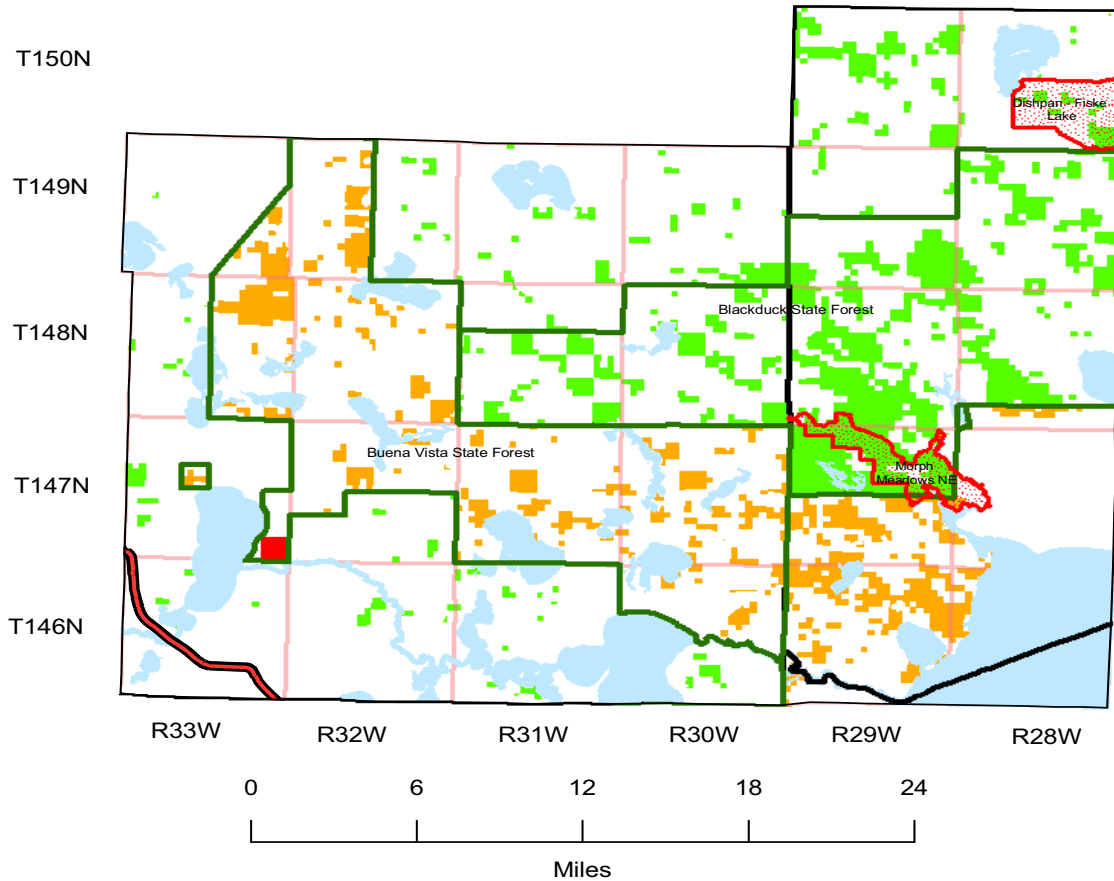 T150N
Dishpan - Fiske
Lake
T149N
T148N
Blackduck State Forest
Buena Vista State Forest
T147N
Morph
Meadows NE
T146N
R33W R32W R31W R30W R29W R28W
0 6 12 18 24
Miles